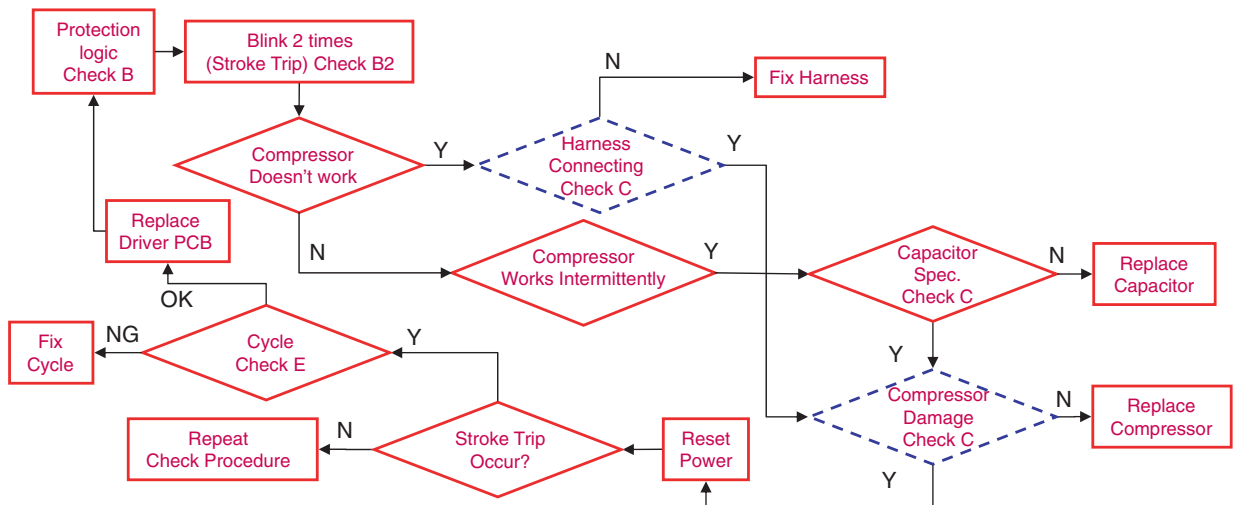 Protection
logic
Check B
Blink 2 times
(Stroke Trip) Check B2
N
Fix Harness
Compressor
Doesn't work
Y
Harness
Connecting
Check C
Y
Replace
Driver PCB
N
Compressor
Works Intermittently
Y
Capacitor
Spec.
Check C
N
Replace
Capacitor
OK
Fix
Cycle
NG
Cycle
Check E
Y
Y
Compressor
Damage
Check C
N
Replace
Compressor
Repeat
Check Procedure
N
Stroke Trip
Occur?
Reset
Power
Y